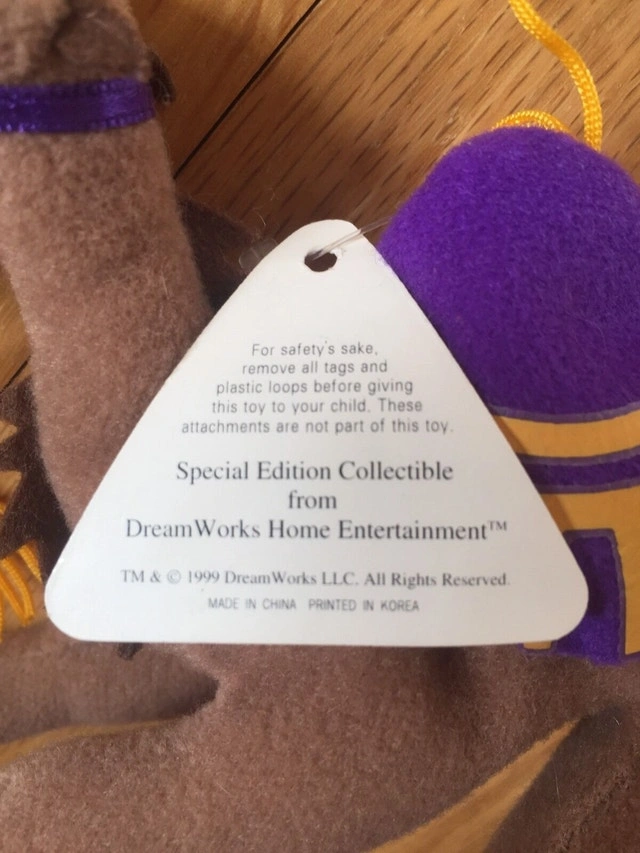 For safety's sake,
remove all tags and
plastic loops before giving
this toy to your child. These
attachments are not part of this toy.
Special Edition Collectible
from
DreamWorks Home Entertainment™
TM & © 1999 DreamWorks LLC. All Rights Reserved.
MADE IN CHINA PRINTED IN KOREA